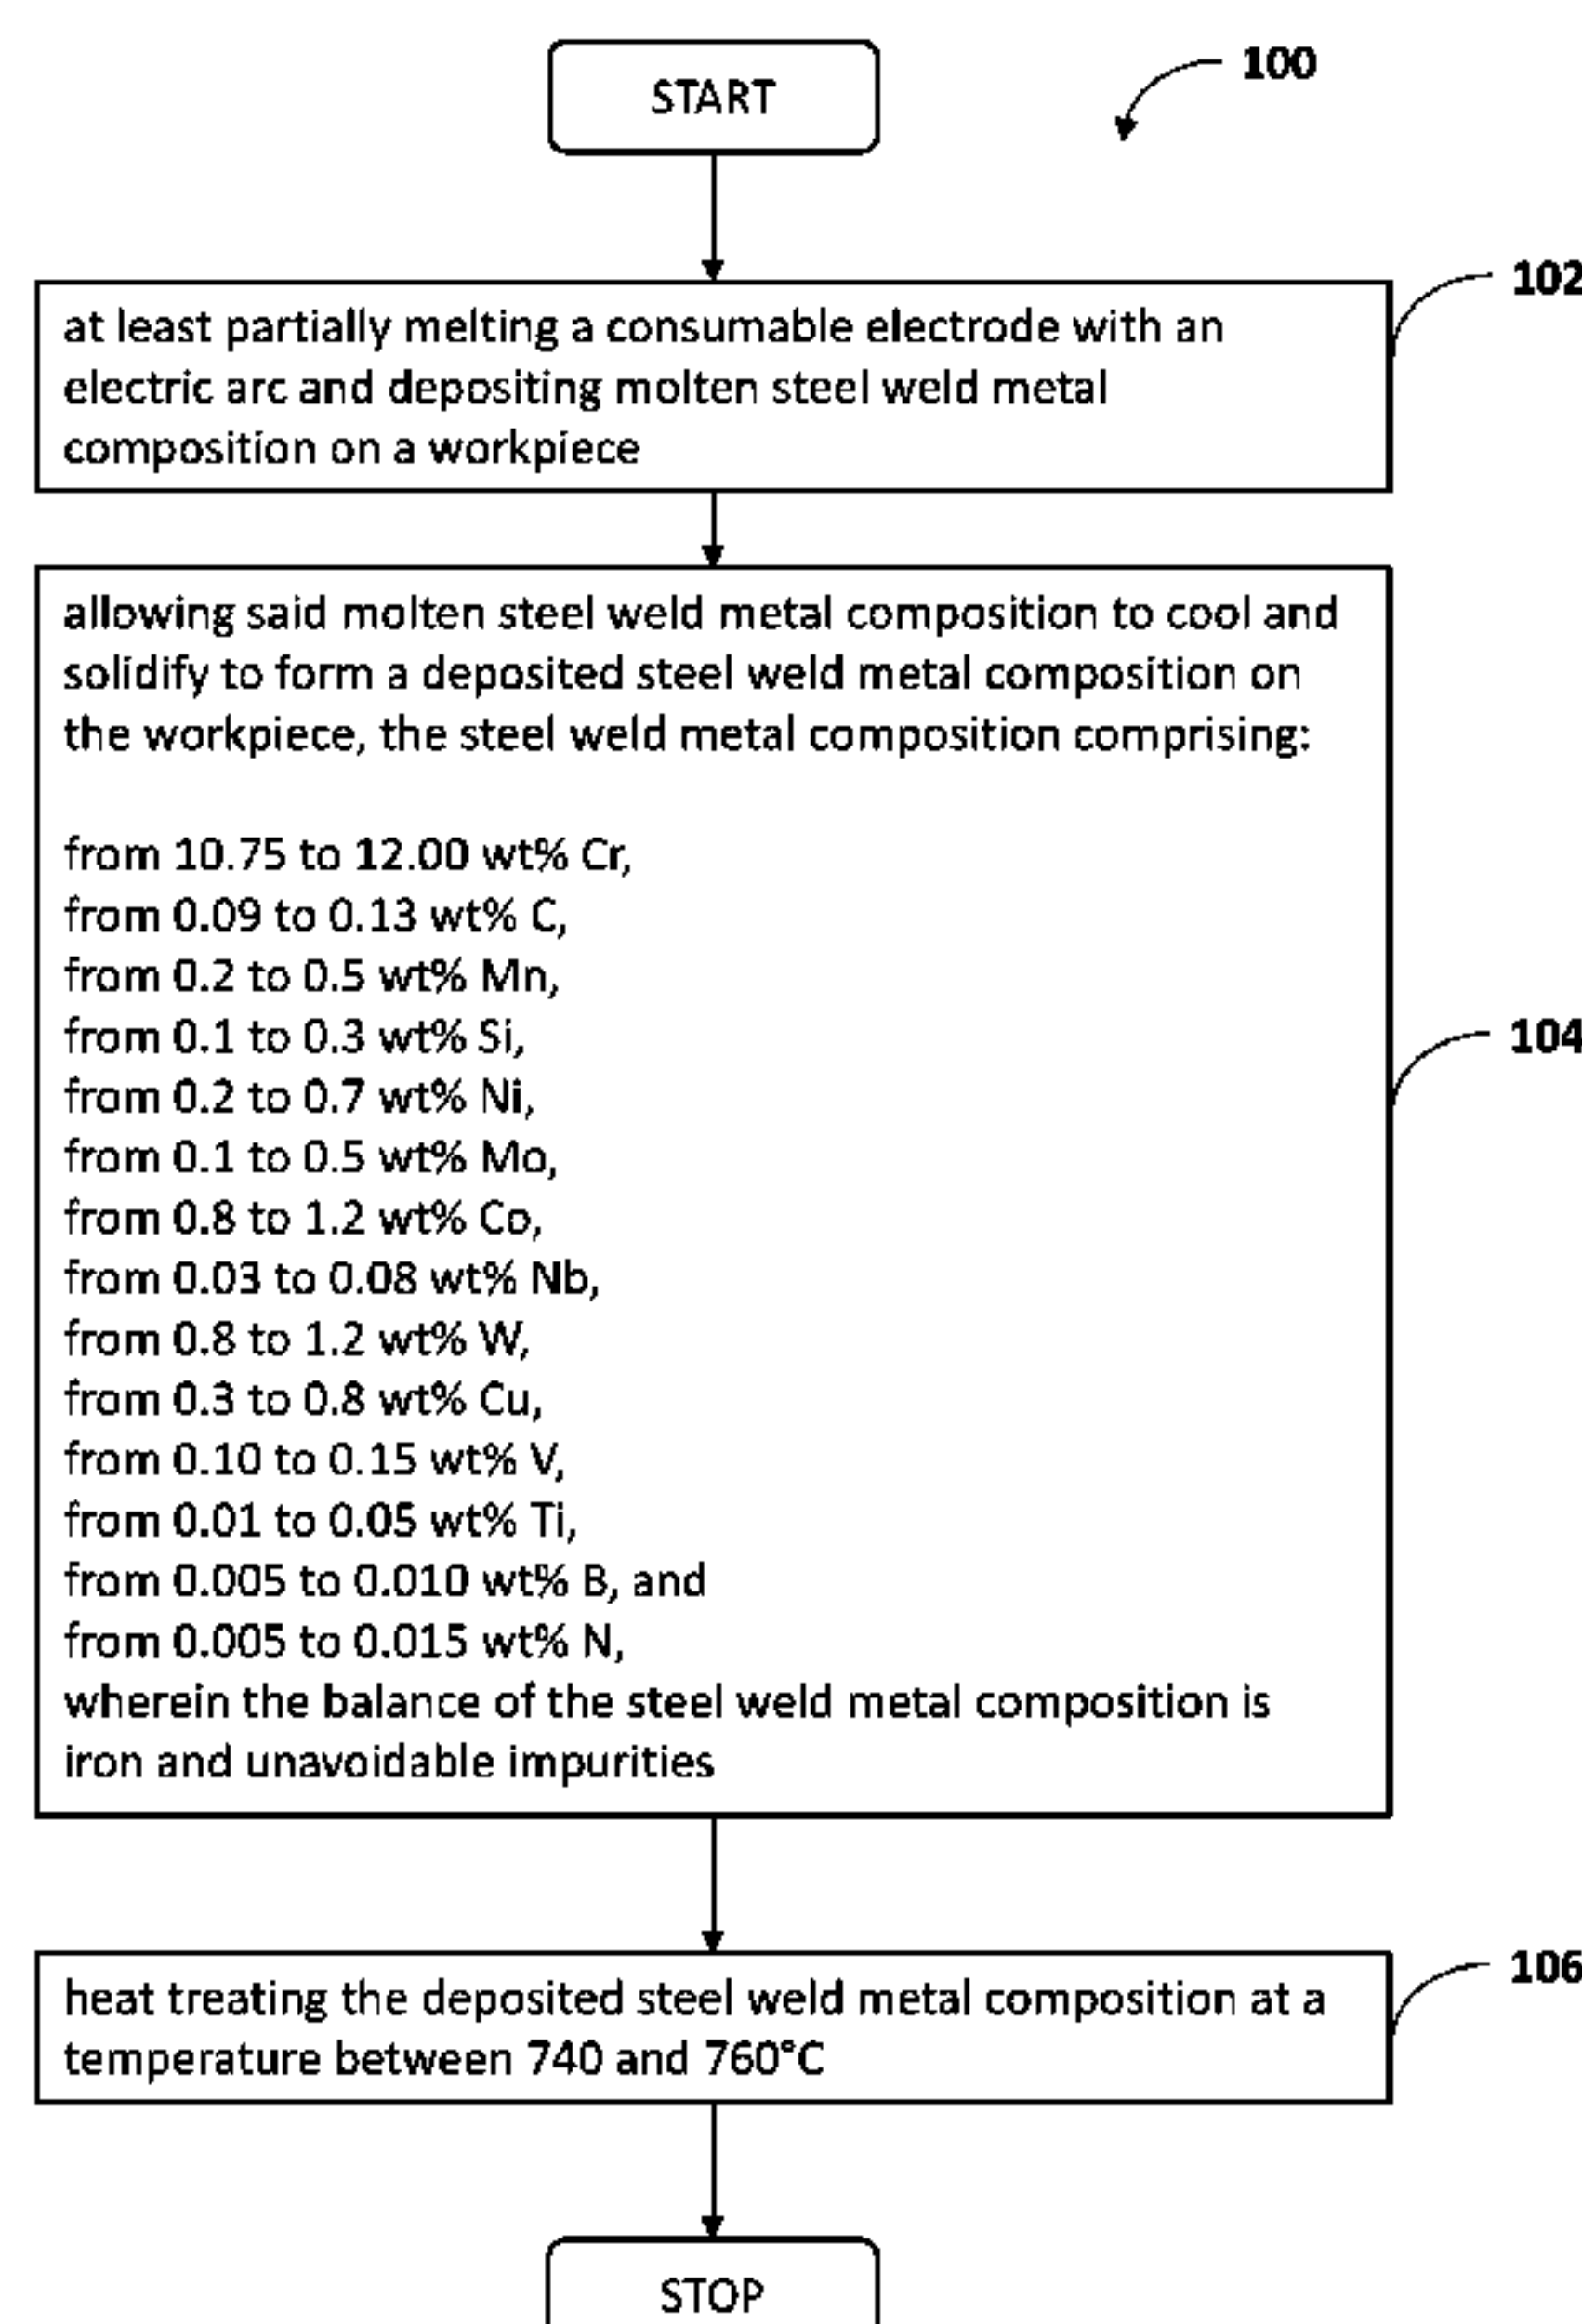 START
100
102
at least partially melting a consumable electrode with an
electric arc and depositing molten steel weld metal
composition on a workpiece
allowing said molten steel weld metal composition to cool and
solidify to form a deposited steel weld metal composition on
the workpiece, the steel weld metal composition comprising:
from 10.75 to 12.00 wt% Cr,
from 0.09 to 0.13 wt% C,
from 0.2 to 0.5 wt% Mn,
from 0.1 to 0.3 wt% Si,
104
from 0.2 to 0.7 wt% Ni,
from 0.1 to 0.5 wt% Mo,
from 0.8 to 1.2 wt% Co,
from 0.03 to 0.08 wt% Nb,
from 0.8 to 1.2 wt% W,
from 0.3 to 0.8 wt% Cu,
from 0.10 to 0.15 wt% V,
from 0.01 to 0.05 wt% Ti,
from 0.005 to 0.010 wt% B, and
from 0.005 to 0.015 wt% N,
wherein the balance of the steel weld metal composition is
iron and unavoidable impurities
106
heat treating the deposited steel weld metal composition at a
temperature between 740 and 760°C
STOP